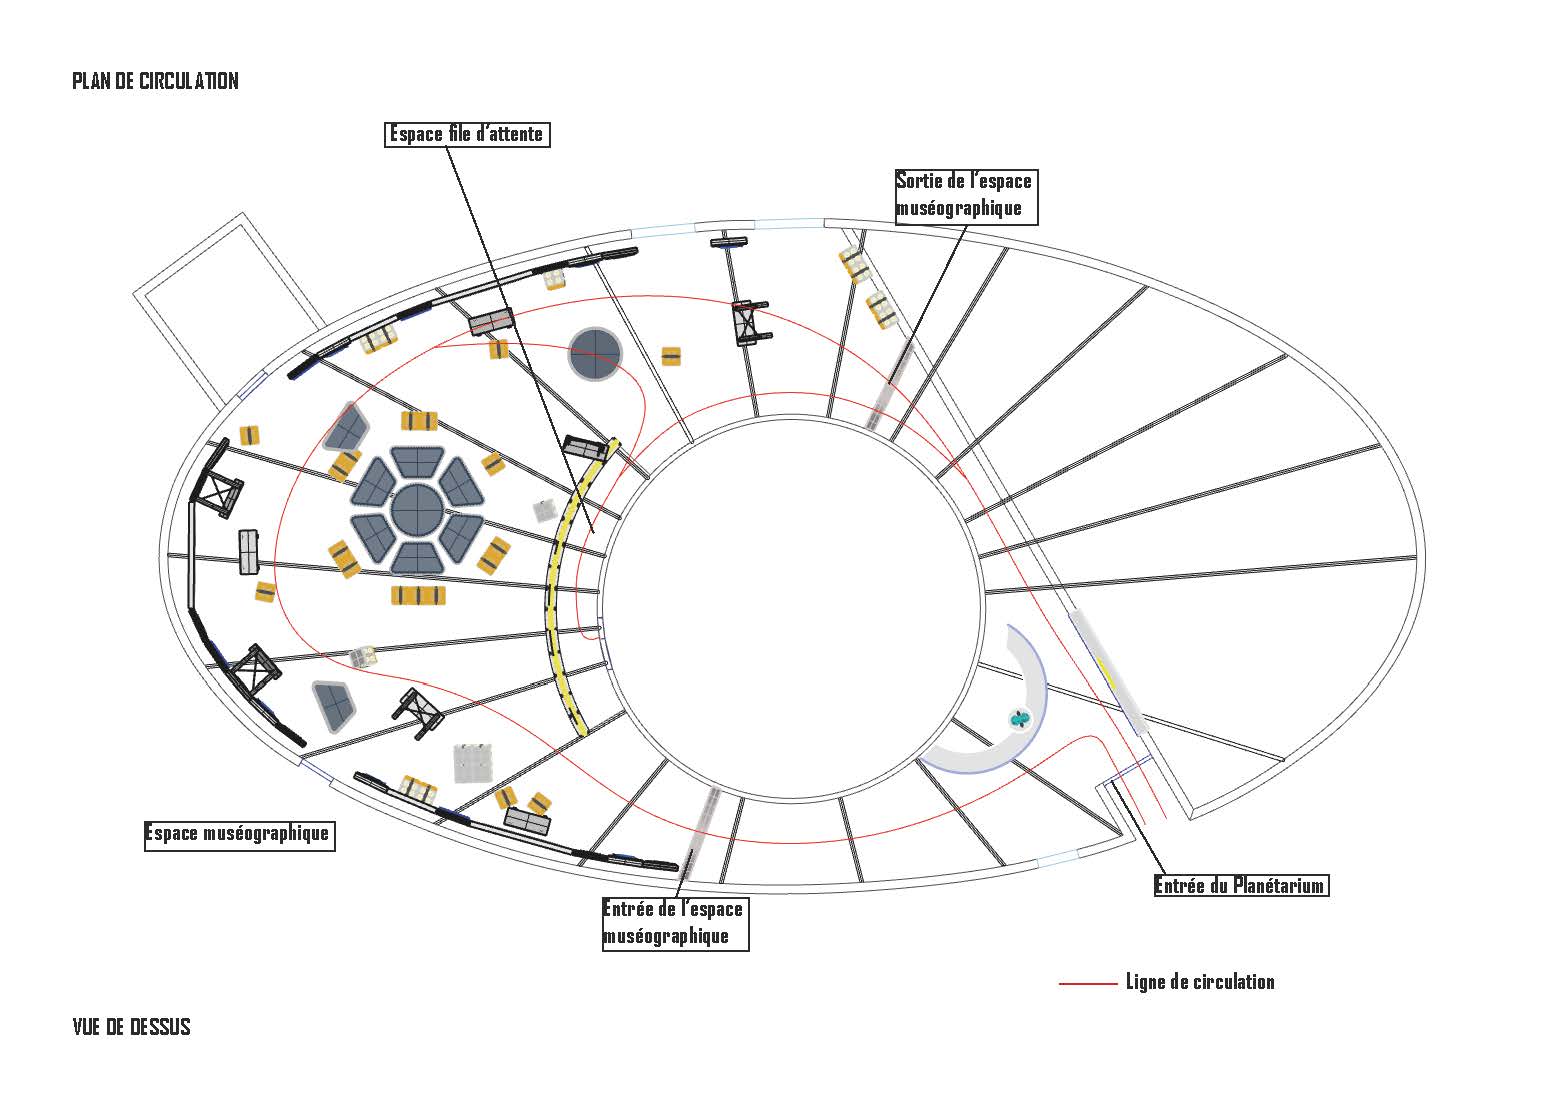 PLAN DE CIRCULATION
Espace file d'attente
Sortie de l'espace
muséographique
Espace muséographique
Entrée du Planétarium
Entrée de l'espace
muséographique
Ligne de circulation
VUE DE DESSUS